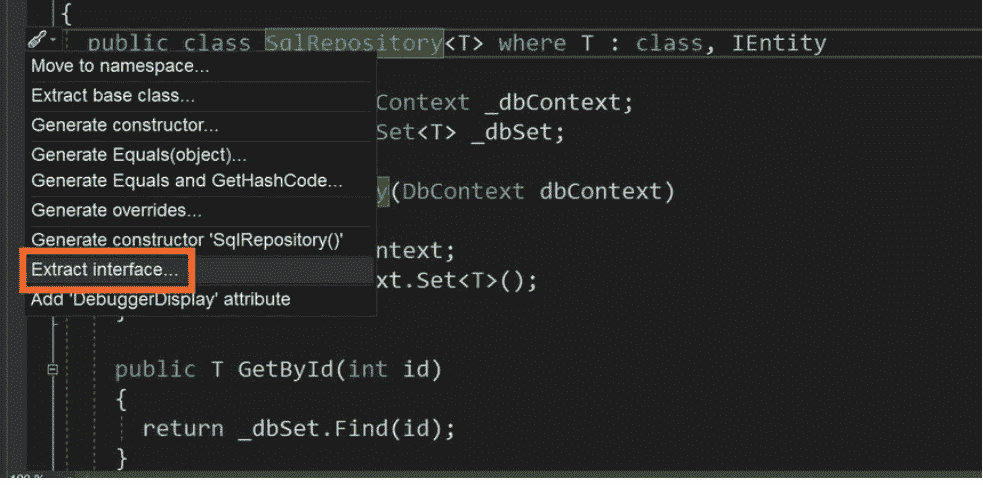 {
public class SqlRepository<T> where T : class, IEntity
Move to namespace...
Extract base class...
Context _dbContext;
Generate constructor...
Set<T> _dbSet;
Generate Equals(object)...
Generate Equals and GetHashCode...
y(DbContext dbContext)
Generate overrides...
Generate constructor 'SqlRepository()'
ntext;
Extract interface...
xt.Set<T>();
Add 'DebuggerDisplay' attribute
}
public T GetById(int id)
{
return _dbSet.Find(id);
}